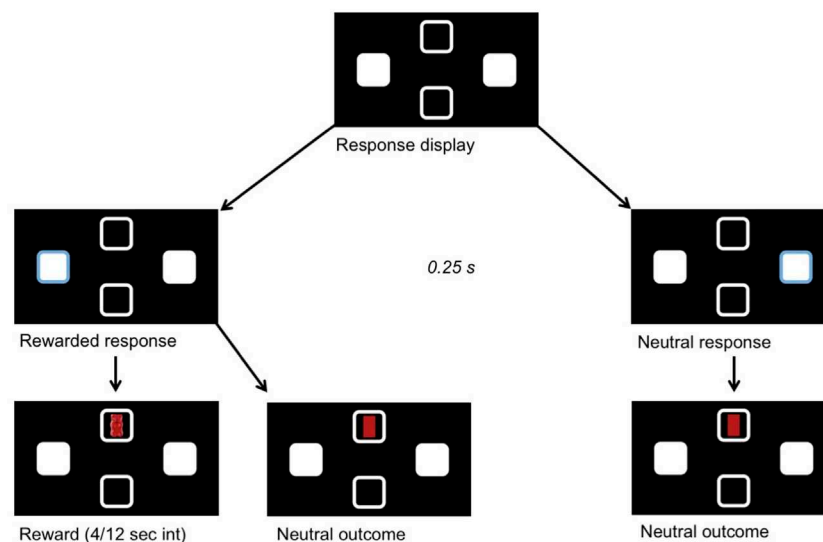 Response display
0.25 s
Rewarded response
Neutral response
Reward (4/12 sec int)
Neutral outcome
Neutral outcome